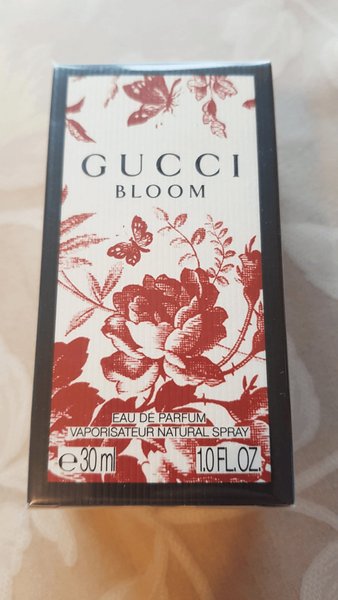 GUCCI
BLOOM
EAU DE PARFUM
VAPORISATEUR NATURAL SPRAY
℮30 ml 1.0 FL.OZ.